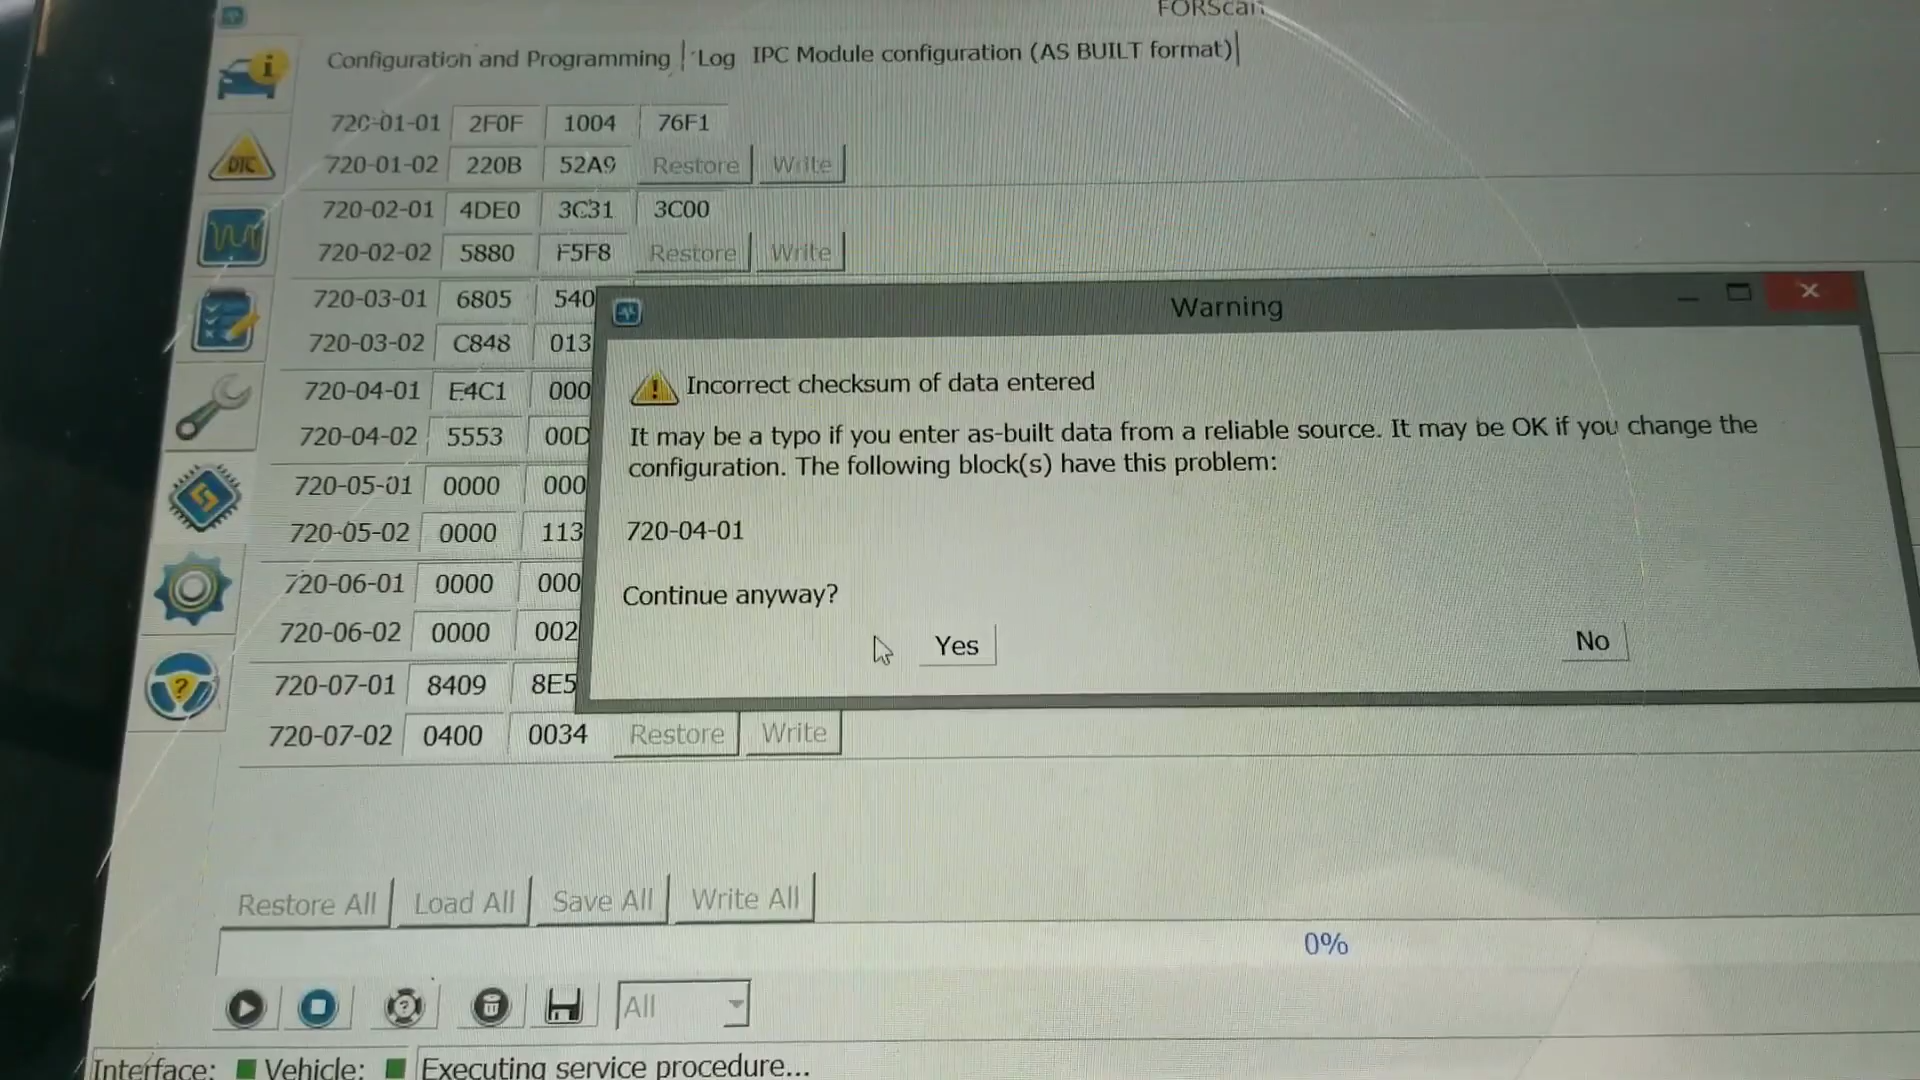 FORScan
Configuration and Programming Log IPC Module configuration (AS BUILT format)
720-01-01 2F0F 1004 76F1
720-01-02 220B 52A9 Restore Write
720-02-01 4DE0 3C31 3C00
720-02-02 5880 F5F8 Restore Write
720-03-01 6805 540
720-03-02 C848 013
720-04-01 E4C1 000
720-04-02 5553 00D
720-05-01 0000 000
720-05-02 0000 113
720-06-01 0000 000
720-06-02 0000 002
720-07-01 8409 8E5
720-07-02 0400 0034 Restore Write
DTC
Warning
Incorrect checksum of data entered
It may be a typo if you enter as-built data from a reliable source. It may be OK if you change the
configuration. The following block(s) have this problem:
720-04-01
Continue anyway?
Yes No
Restore All Load All Save All Write All
0%
All
Interface: Vehicle: Executing service procedure...